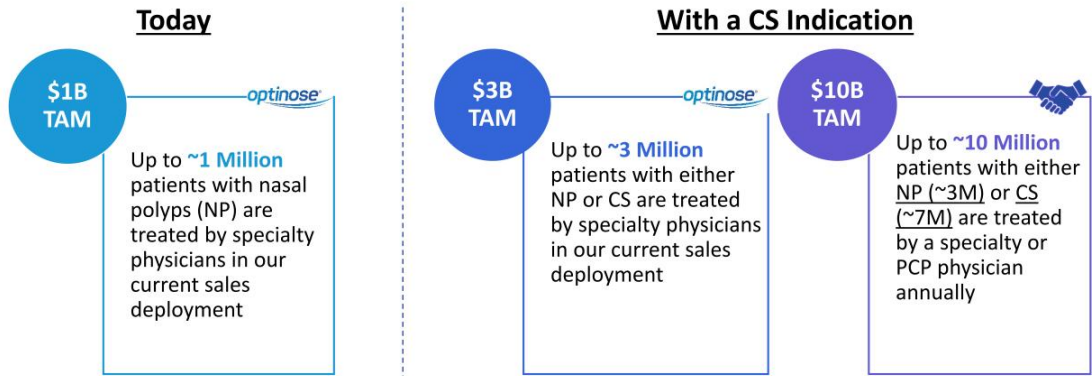 Today
$1B
TAM
optinose®
Up to ~1 Million
patients with nasal
polyps (NP) are
treated by specialty
physicians in our
current sales
deployment
With a CS Indication
$3B
TAM
optinose®
Up to ~3 Million
patients with either
NP or CS are treated
by specialty physicians
in our current sales
deployment
$10B
TAM
Up to ~10 Million
patients with either
NP (~3M) or CS
(~7M) are treated
by a specialty or
PCP physician
annually